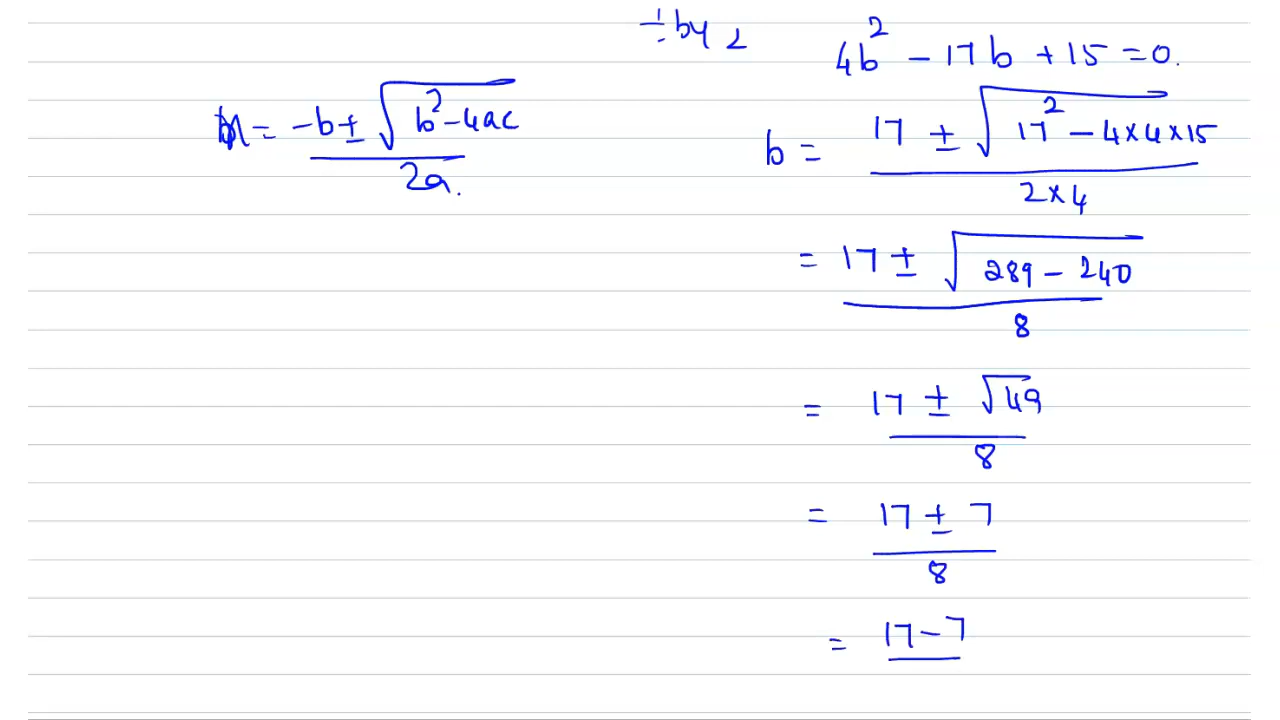 ÷ by 2
4b² - 17b + 15 = 0.
= -b ± √(b² - 4ac) / 2a.
b = 17 ± √(17² - 4×4×15) / 2×4
= 17 ± √(289 - 240) / 8
= 17 ± √49 / 8
= 17 ± 7 / 8
= 17 - 7